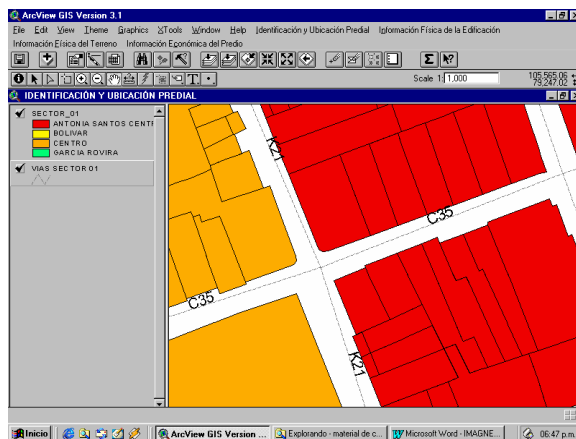 ArcView GIS Version 3.1
File Edit View Theme Graphics XTools Window Help Identificación y Ubicación Predial Información Física de la Edificación
Información Física del Terreno Información Económica del Predio
Scale 1: 1,000
105,565.06
79,247.02
IDENTIFICACIÓN Y UBICACIÓN PREDIAL
SECTOR_01
ANTONIA SANTOS CENTR
BOLIVAR
CENTRO
GARCIA ROVIRA
VIAS SECTOR 01
K21
C35
C35
K21
Inicio
ArcView GIS Version ...
Explorando - material de c...
Microsoft Word - IMAGNE...
06:47 p.m.